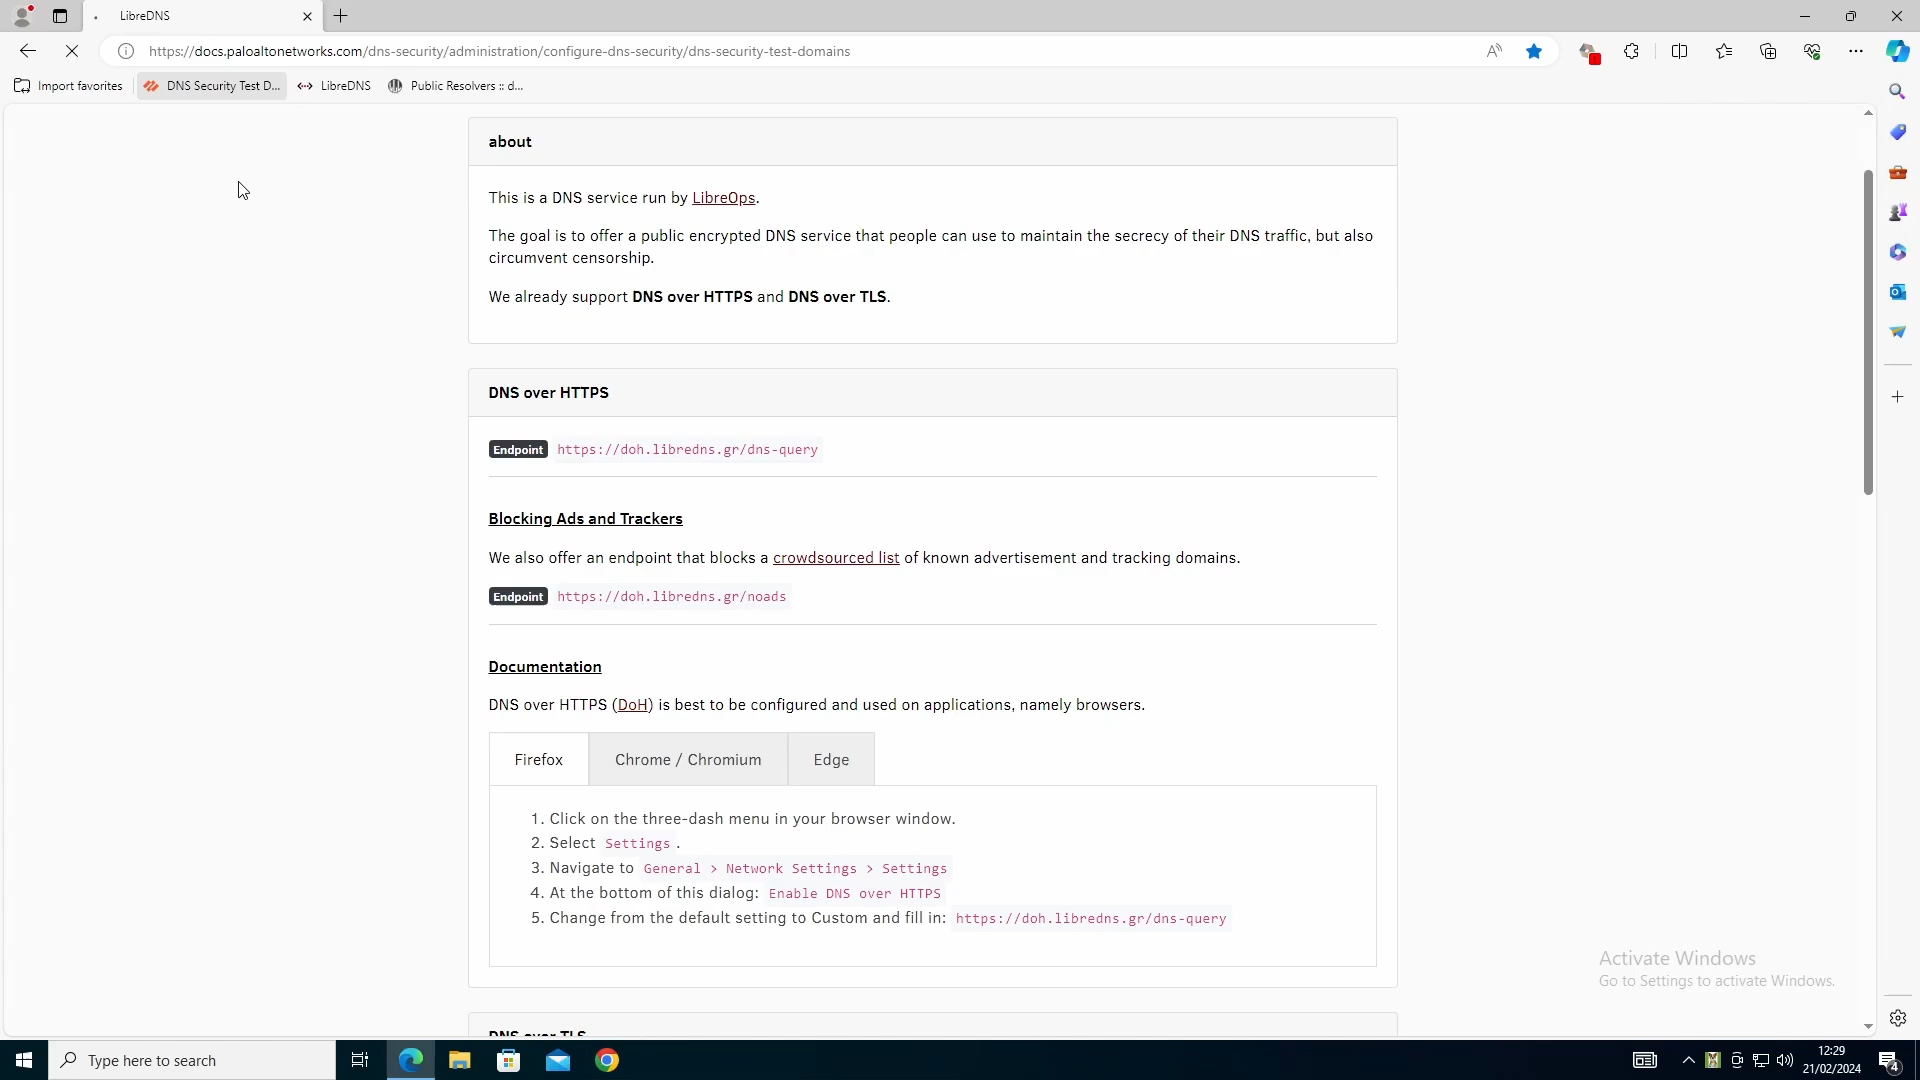 LibreDNS
https://docs.paloaltonetworks.com/dns-security/administration/configure-dns-security/dns-security-test-domains
Import favorites
DNS Security Test D...
LibreDNS
Public Resolvers :: d...
about
This is a DNS service run by LibreOps.
The goal is to offer a public encrypted DNS service that people can use to maintain the secrecy of their DNS traffic, but also
circumvent censorship.
We already support DNS over HTTPS and DNS over TLS.
DNS over HTTPS
Endpoint https://doh.libredns.gr/dns-query
Blocking Ads and Trackers
We also offer an endpoint that blocks a crowdsourced list of known advertisement and tracking domains.
Endpoint https://doh.libredns.gr/noads
Documentation
DNS over HTTPS (DoH) is best to be configured and used on applications, namely browsers.
Firefox
Chrome / Chromium
Edge
1. Click on the three-dash menu in your browser window.
2. Select Settings .
3. Navigate to General > Network Settings > Settings
4. At the bottom of this dialog: Enable DNS over HTTPS
5. Change from the default setting to Custom and fill in: https://doh.libredns.gr/dns-query
DNS over TLS
Activate Windows
Go to Settings to activate Windows.
Type here to search
12:29
21/02/2024
4